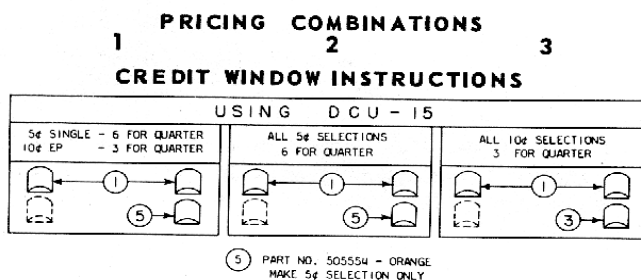 PRICING COMBINATIONS
1 2 3
CREDIT WINDOW INSTRUCTIONS
USING DCU-15
5¢ SINGLE - 6 FOR QUARTER
10¢ EP - 3 FOR QUARTER
ALL 5¢ SELECTIONS
6 FOR QUARTER
ALL 10¢ SELECTIONS
3 FOR QUARTER
1 1 1
5 5 3
5 PART NO. 505554 - ORANGE
MAKE 5¢ SELECTION ONLY